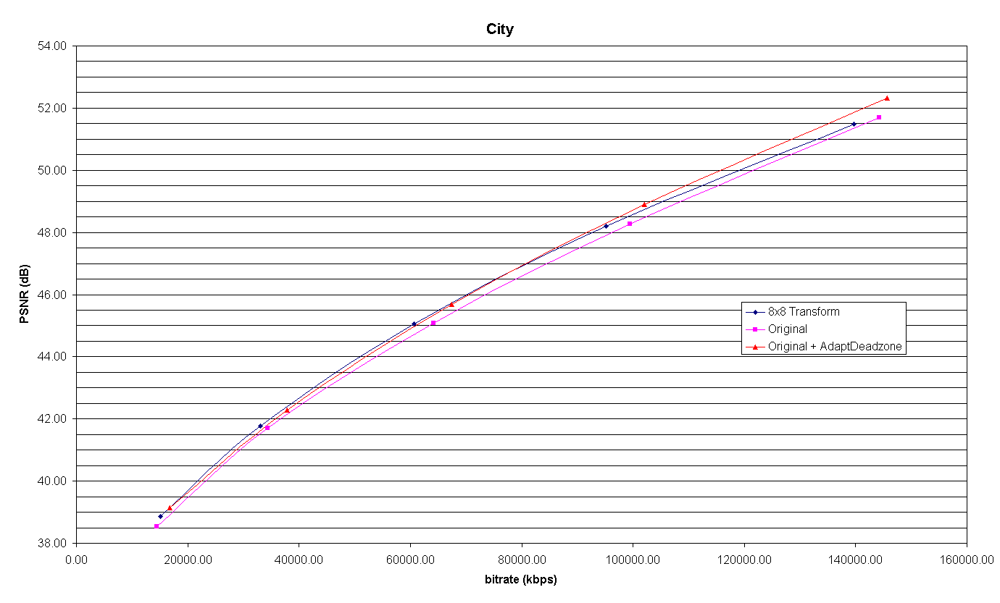 City
54.00
52.00
50.00
48.00
46.00
44.00
42.00
40.00
38.00
PSNR (dB)
8x8 Transform
Original
Original + AdaptDeadzone
0.00 20000.00 40000.00 60000.00 80000.00 100000.00 120000.00 140000.00 160000.00
bitrate (kbps)